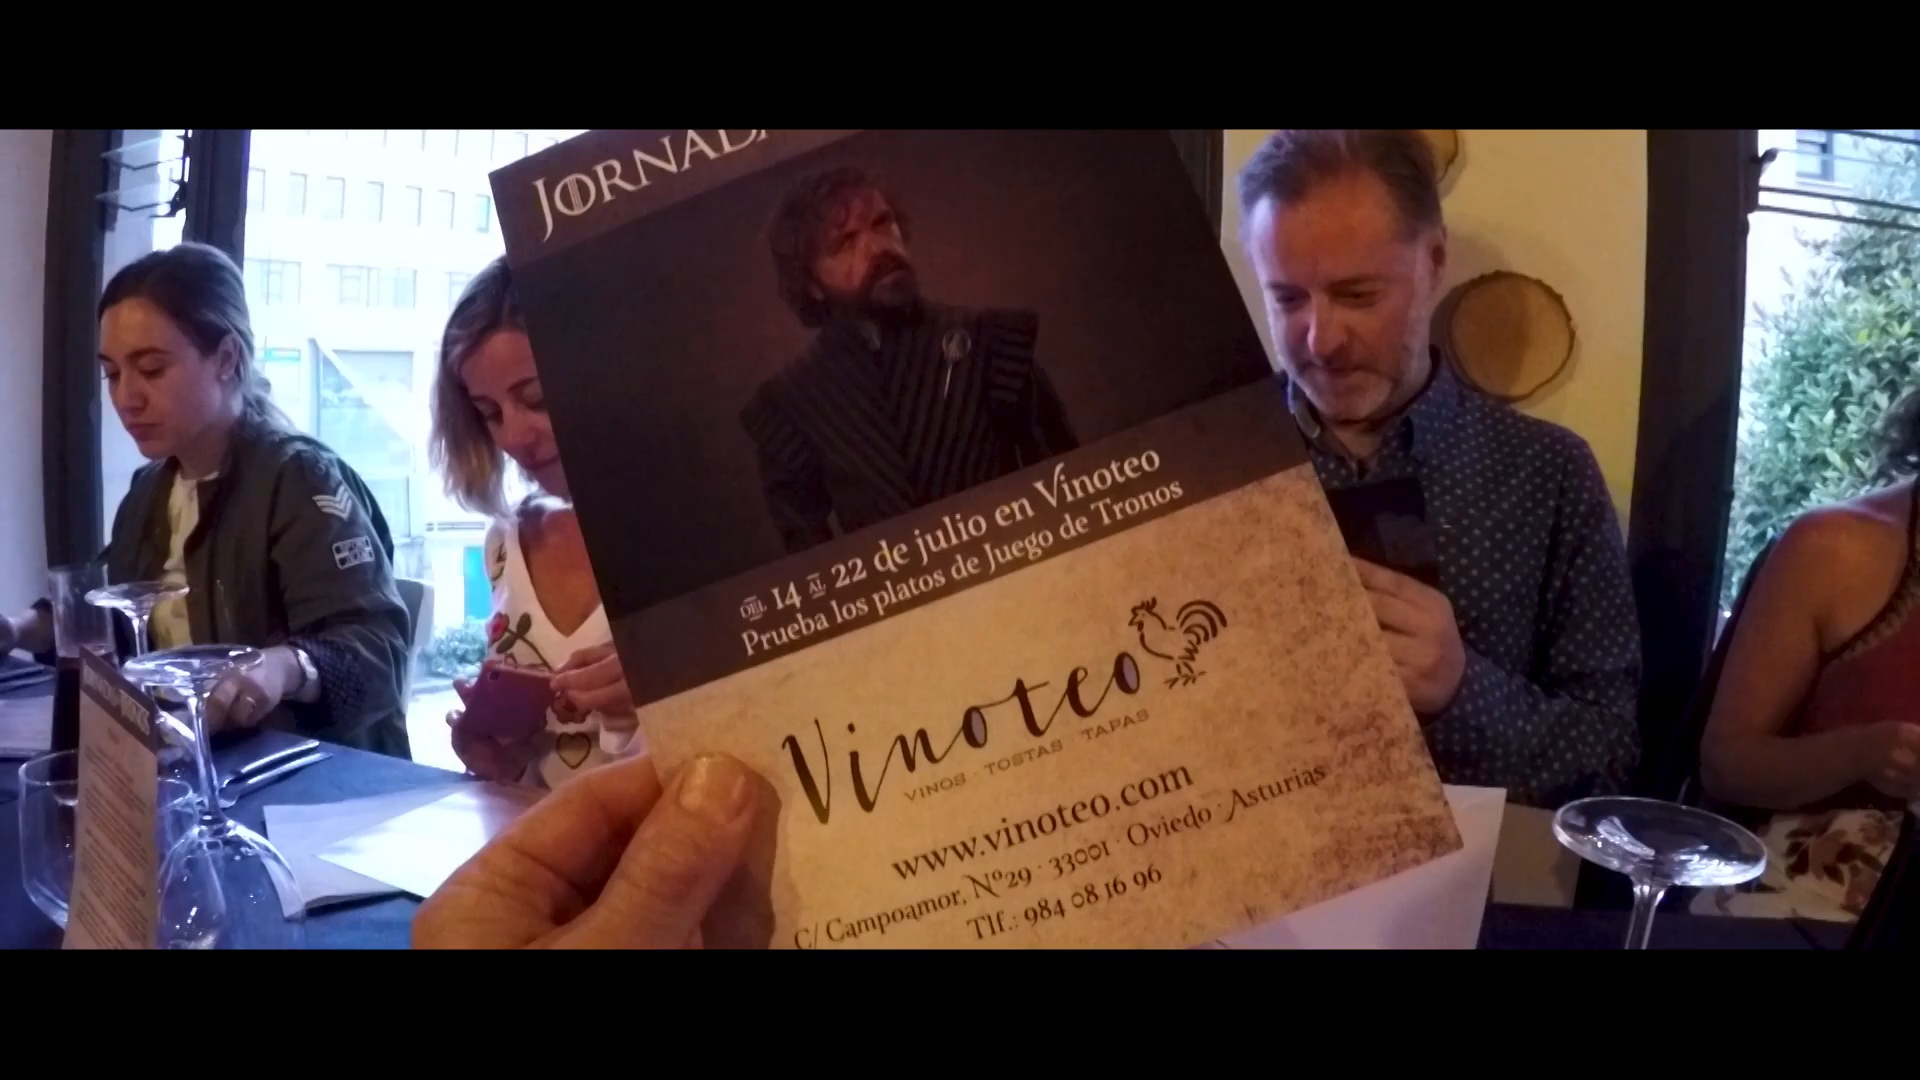 JORNADA
DEL 14 AL 22 de julio en Vinoteo
Prueba los platos de Juego de Tronos
Vinoteo
VINOS · TOSTAS TAPAS
www.vinoteo.com
C/ Campoamor, Nº29 · 33001 · Oviedo · Asturias
Tlf.: 984 08 16 96